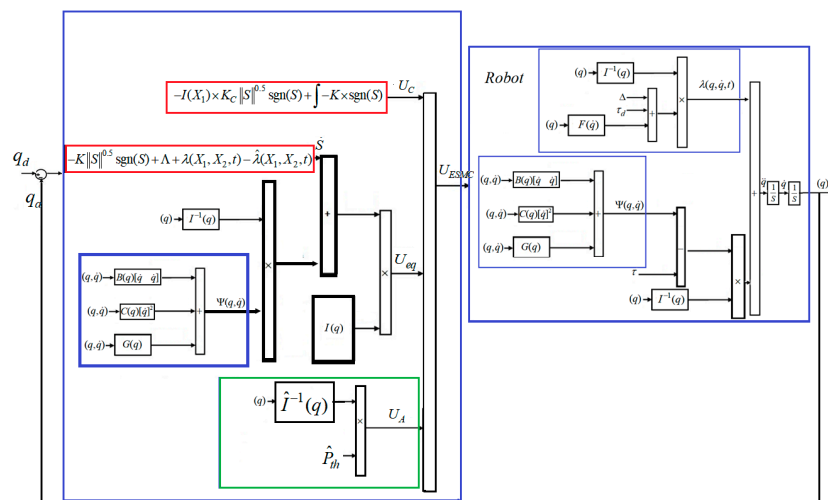 q_d
q_a
−I(X₁)×K_C‖S‖^0.5 sgn(S)+∫−K×sgn(S)
U_C
−K‖S‖^0.5 sgn(S)+Λ+λ(X₁,X₂,t)−λ̂(X₁,X₂,t)
Ṡ
(q)
I⁻¹(q)
+
×
×
U_eq
(q,q̇)
B(q)[q̇ q̇]
(q,q̇)
C(q)[q̇]²
(q,q̇)
G(q)
+
Ψ(q,q̇)
I(q)
(q)
Î⁻¹(q)
P̂_th
×
U_A
U_ESMC
Robot
(q)
I⁻¹(q)
Δ
τ_d
(q)
F(q̇)
+
×
λ(q,q̇,t)
(q,q̇)
B(q)[q̇ q̇]
(q,q̇)
C(q)[q̇]²
(q,q̇)
G(q)
+
Ψ(q,q̇)
τ
−
(q)
I⁻¹(q)
×
+
q̈
1/S
q̇
1/S
(q)